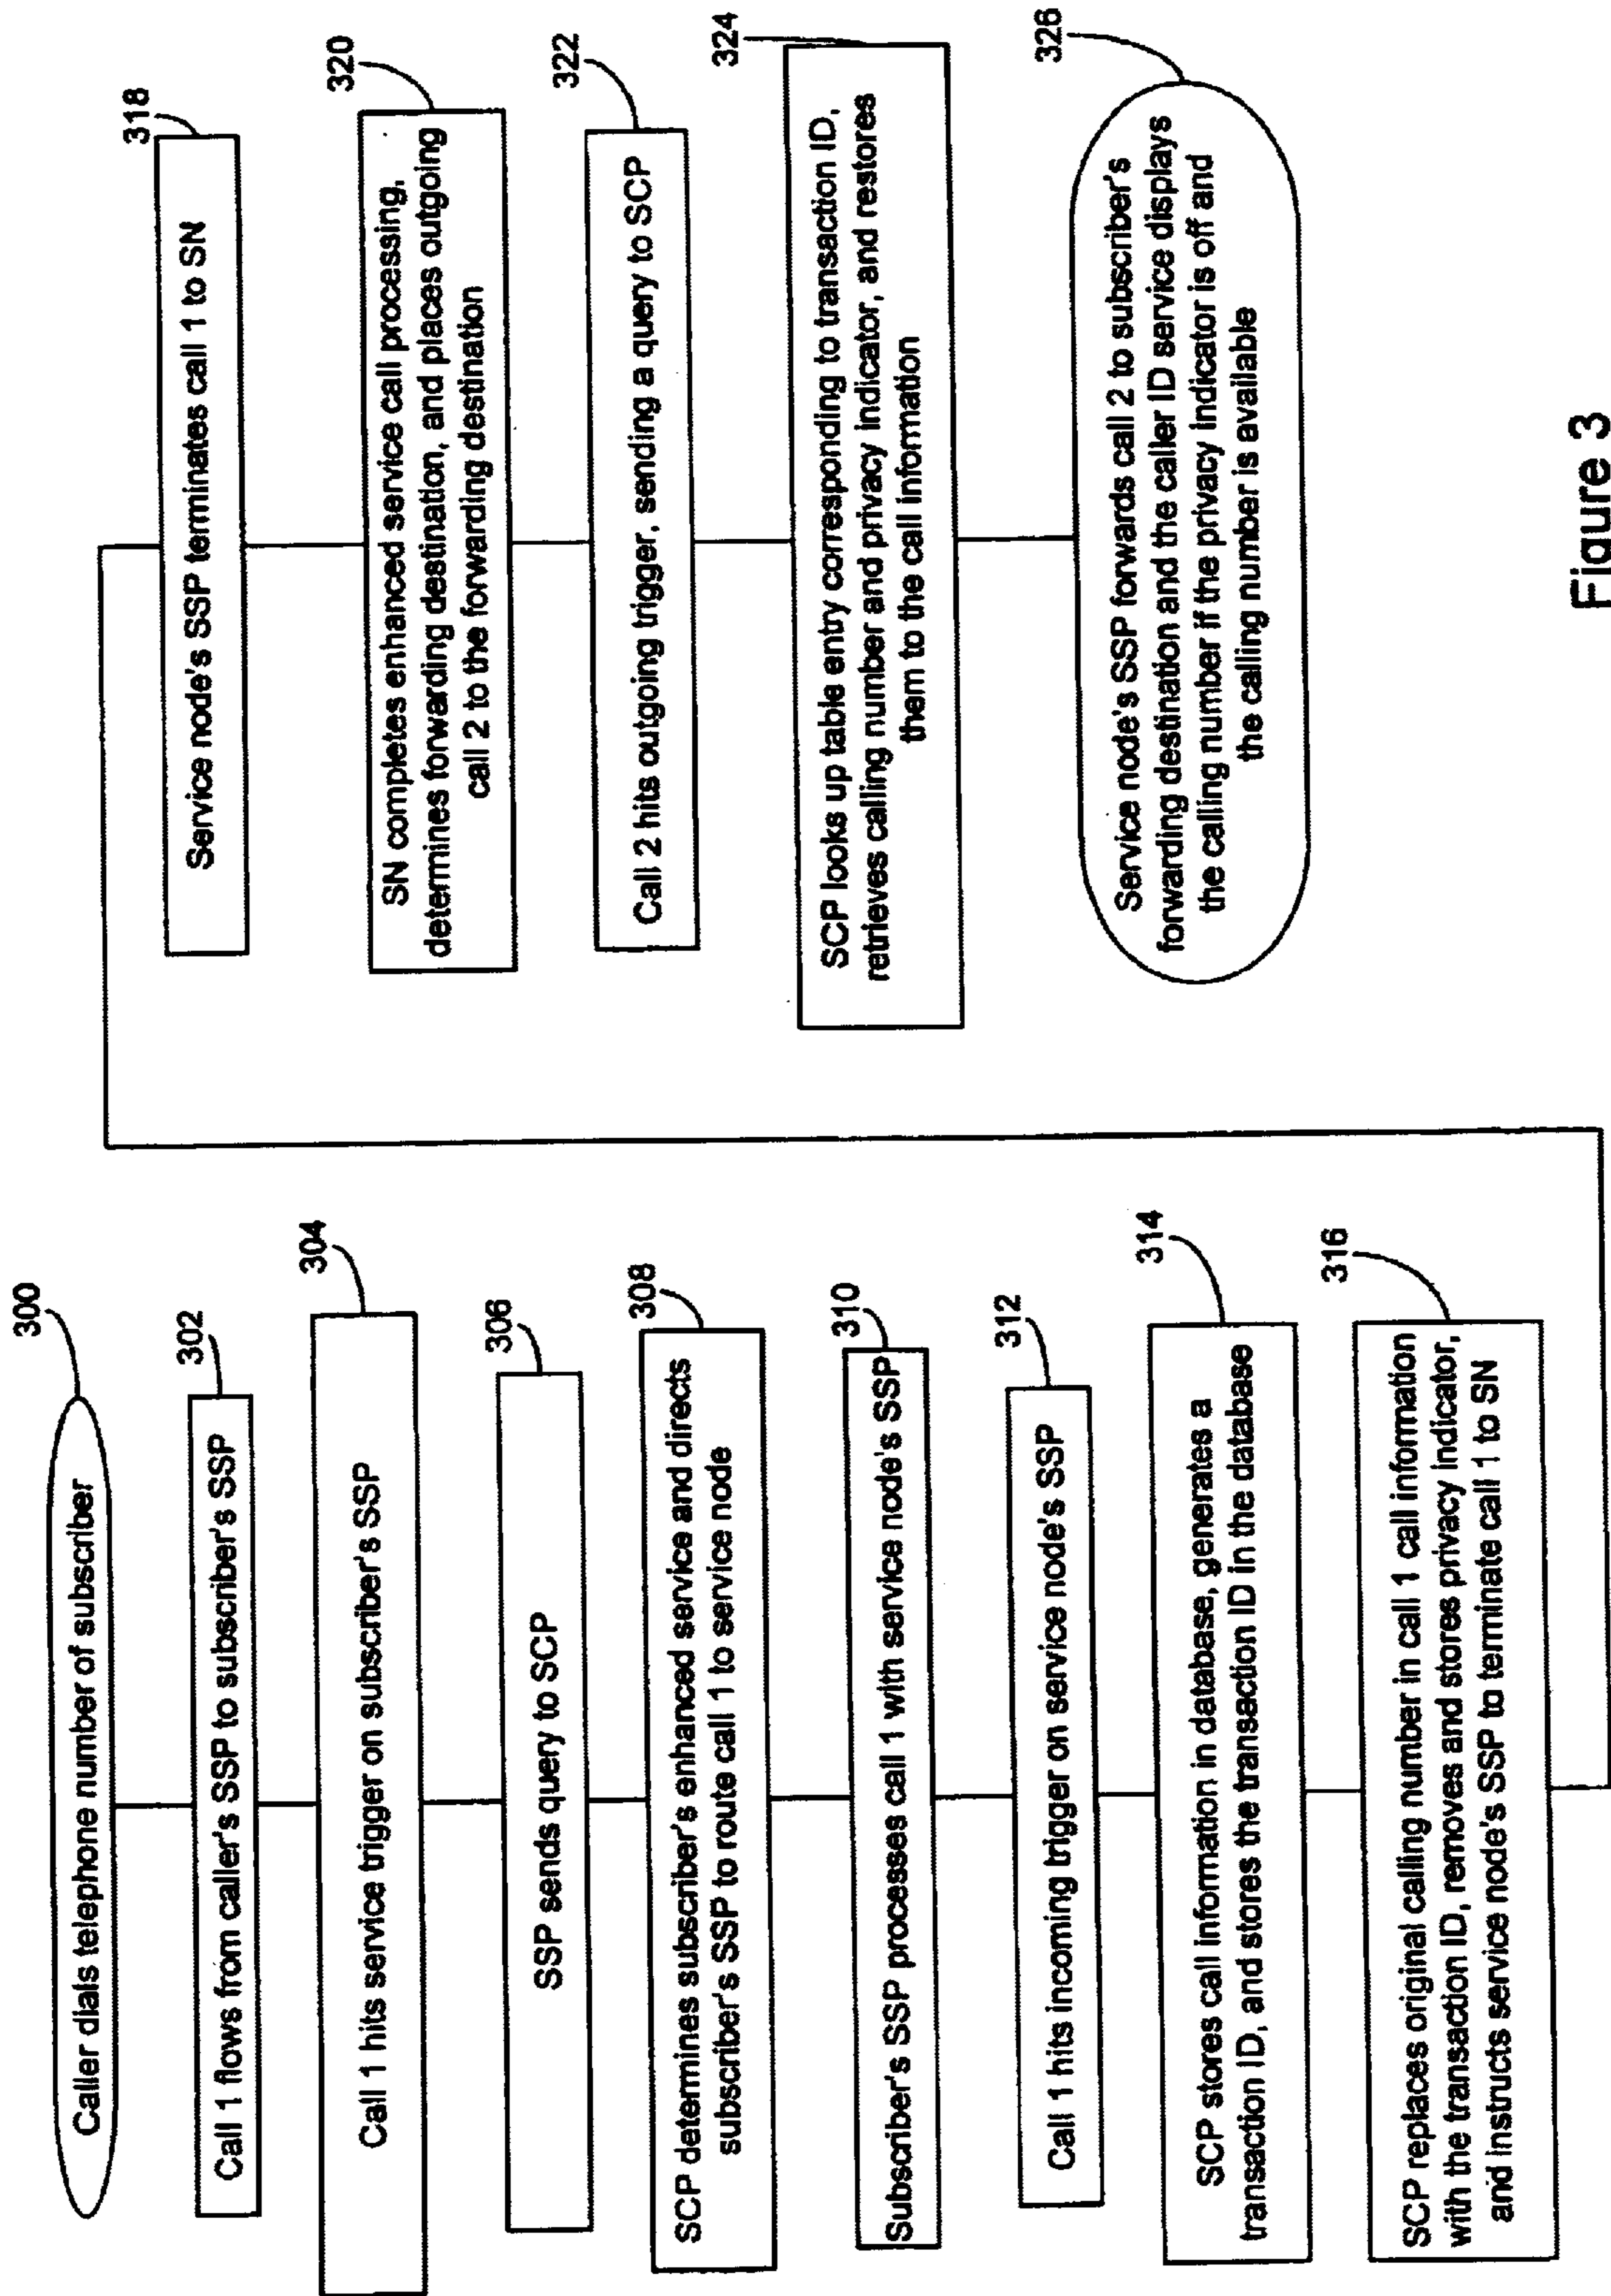 300
Caller dials telephone number of subscriber
302
Call 1 flows from caller's SSP to subscriber's SSP
304
Call 1 hits service trigger on subscriber's SSP
306
SSP sends query to SCP
308
SCP determines subscriber's enhanced service and directs
subscriber's SSP to route call 1 to service node
310
Subscriber's SSP processes call 1 with service node's SSP
312
Call 1 hits incoming trigger on service node's SSP
314
SCP stores call information in database, generates a
transaction ID, and stores the transaction ID in the database
316
SCP replaces original calling number in call 1 call information
with the transaction ID, removes and stores privacy indicator,
and instructs service node's SSP to terminate call 1 to SN
318
Service node's SSP terminates call 1 to SN
320
SN completes enhanced service call processing,
determines forwarding destination, and places outgoing
call 2 to the forwarding destination
322
Call 2 hits outgoing trigger, sending a query to SCP
324
SCP looks up table entry corresponding to transaction ID,
retrieves calling number and privacy indicator, and restores
them to the call information
326
Service node's SSP forwards call 2 to subscriber's
forwarding destination and the caller ID service displays
the calling number if the privacy indicator is off and
the calling number is available
Figure 3